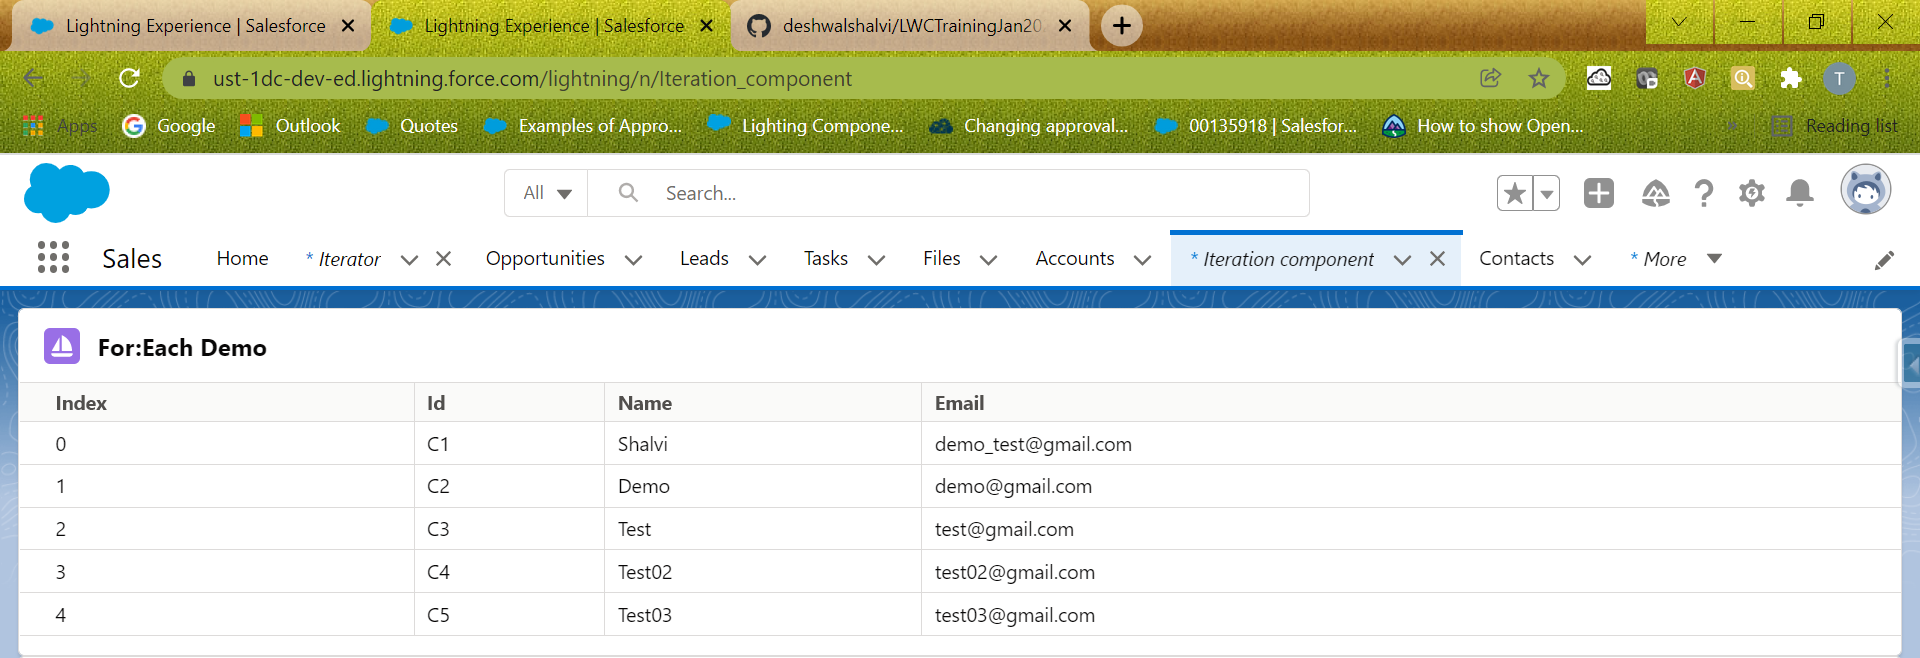 Lightning Experience | Salesforce Lightning Experience | Salesforce deshwalshalvi/LWCTrainingJan20
ust-1dc-dev-ed.lightning.force.com/lightning/n/Iteration_component T
Apps Google Outlook Quotes Examples of Appro... Lighting Compone... Changing approval... 00135918 | Salesfor... How to show Open... » Reading list
All Search...
Sales Home * Iterator Opportunities Leads Tasks Files Accounts * Iteration component Contacts * More
For:Each Demo
Index Id Name Email
0 C1 Shalvi demo_test@gmail.com
1 C2 Demo demo@gmail.com
2 C3 Test test@gmail.com
3 C4 Test02 test02@gmail.com
4 C5 Test03 test03@gmail.com